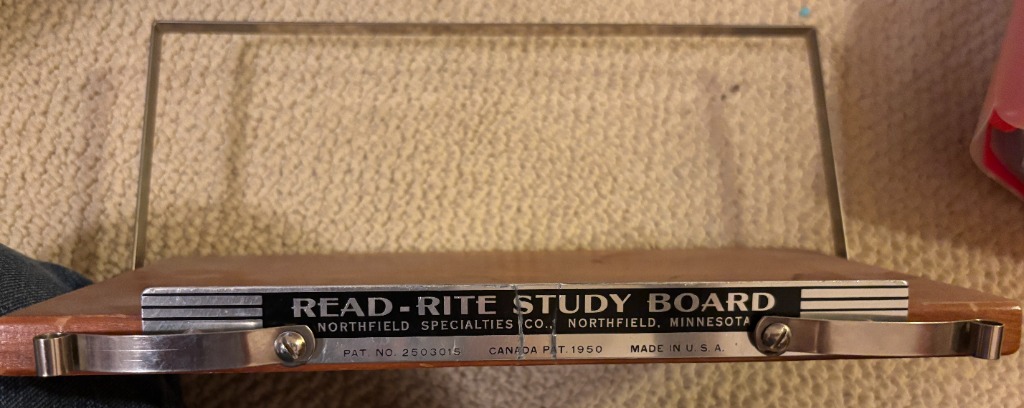 READ-RITE STUDY BOARD
NORTHFIELD SPECIALTIES CO., NORTHFIELD, MINNESOTA
PAT. NO. 2503015 CANADA PAT. 1950 MADE IN U.S.A.